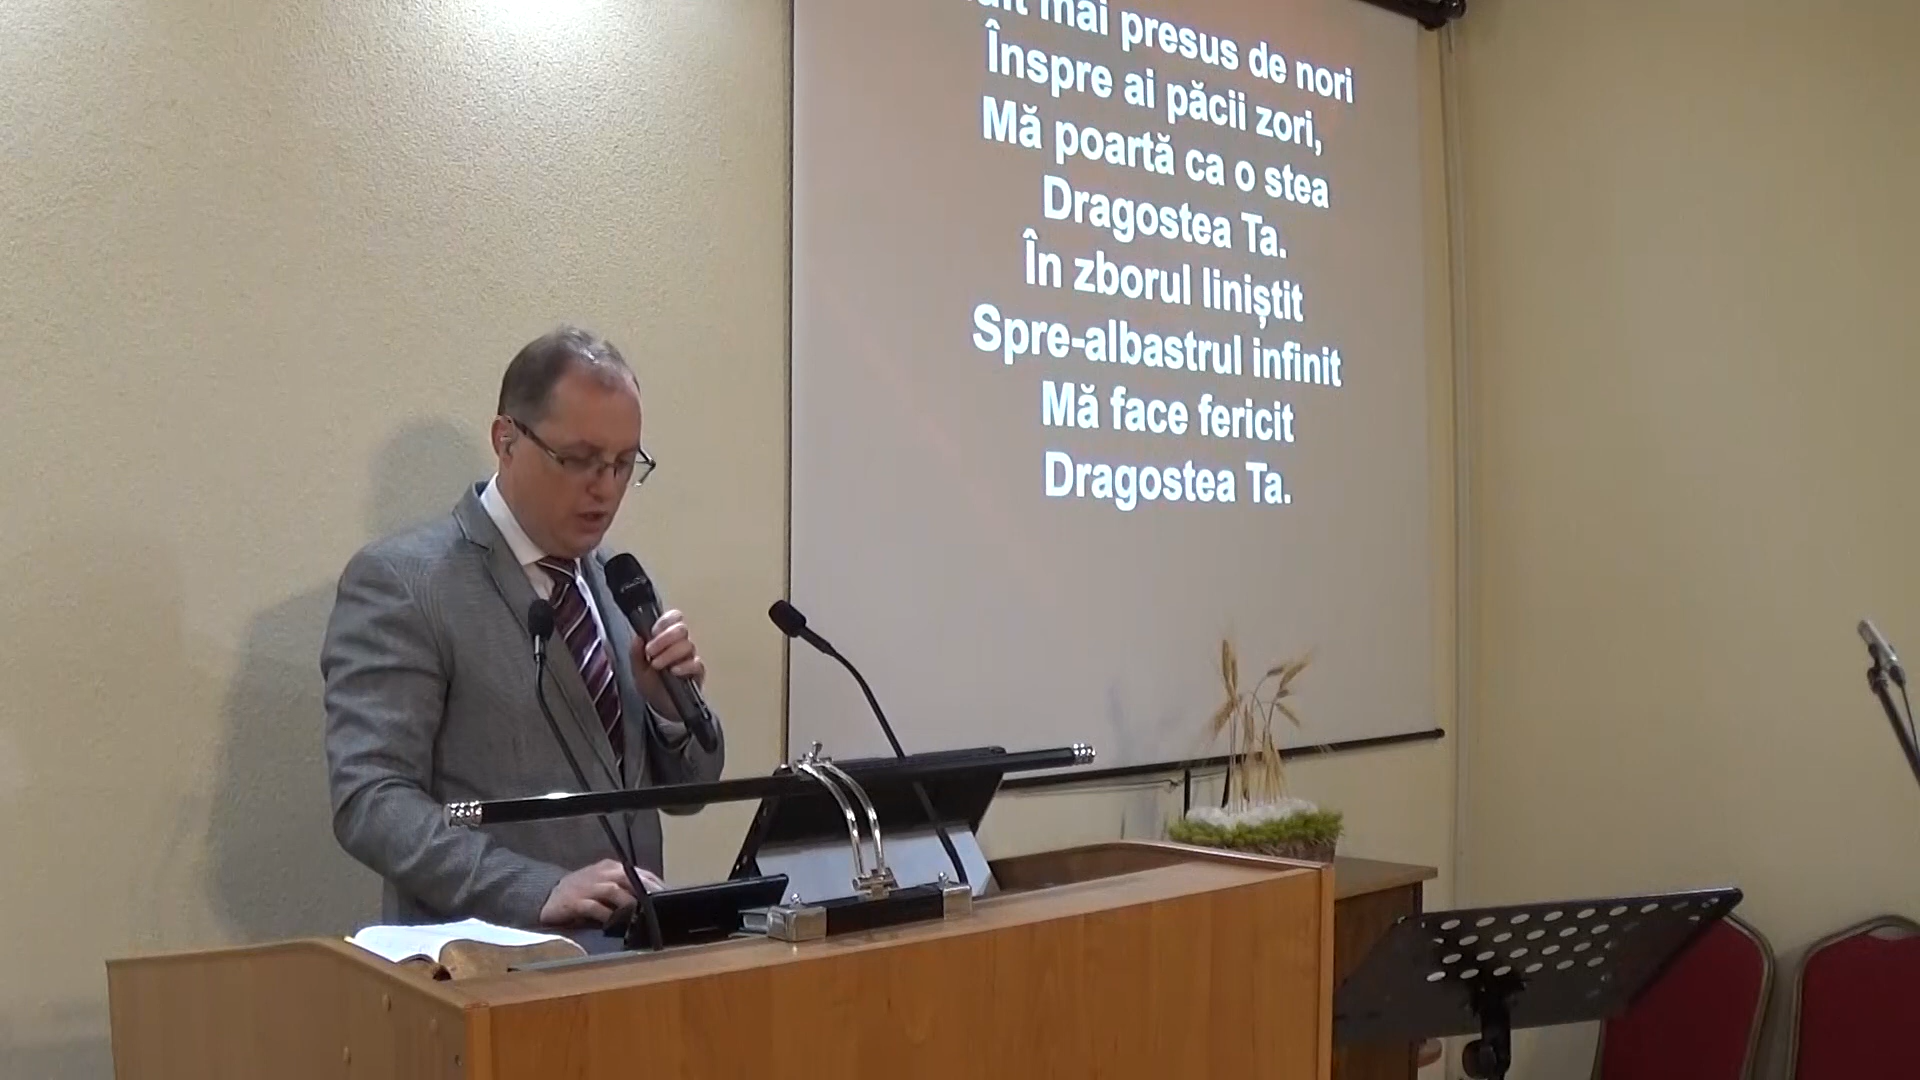 mai presus de nori
Înspre ai păcii zori,
Mă poartă ca o stea
Dragostea Ta.
În zborul liniștit
Spre-albastrul infinit
Mă face fericit
Dragostea Ta.